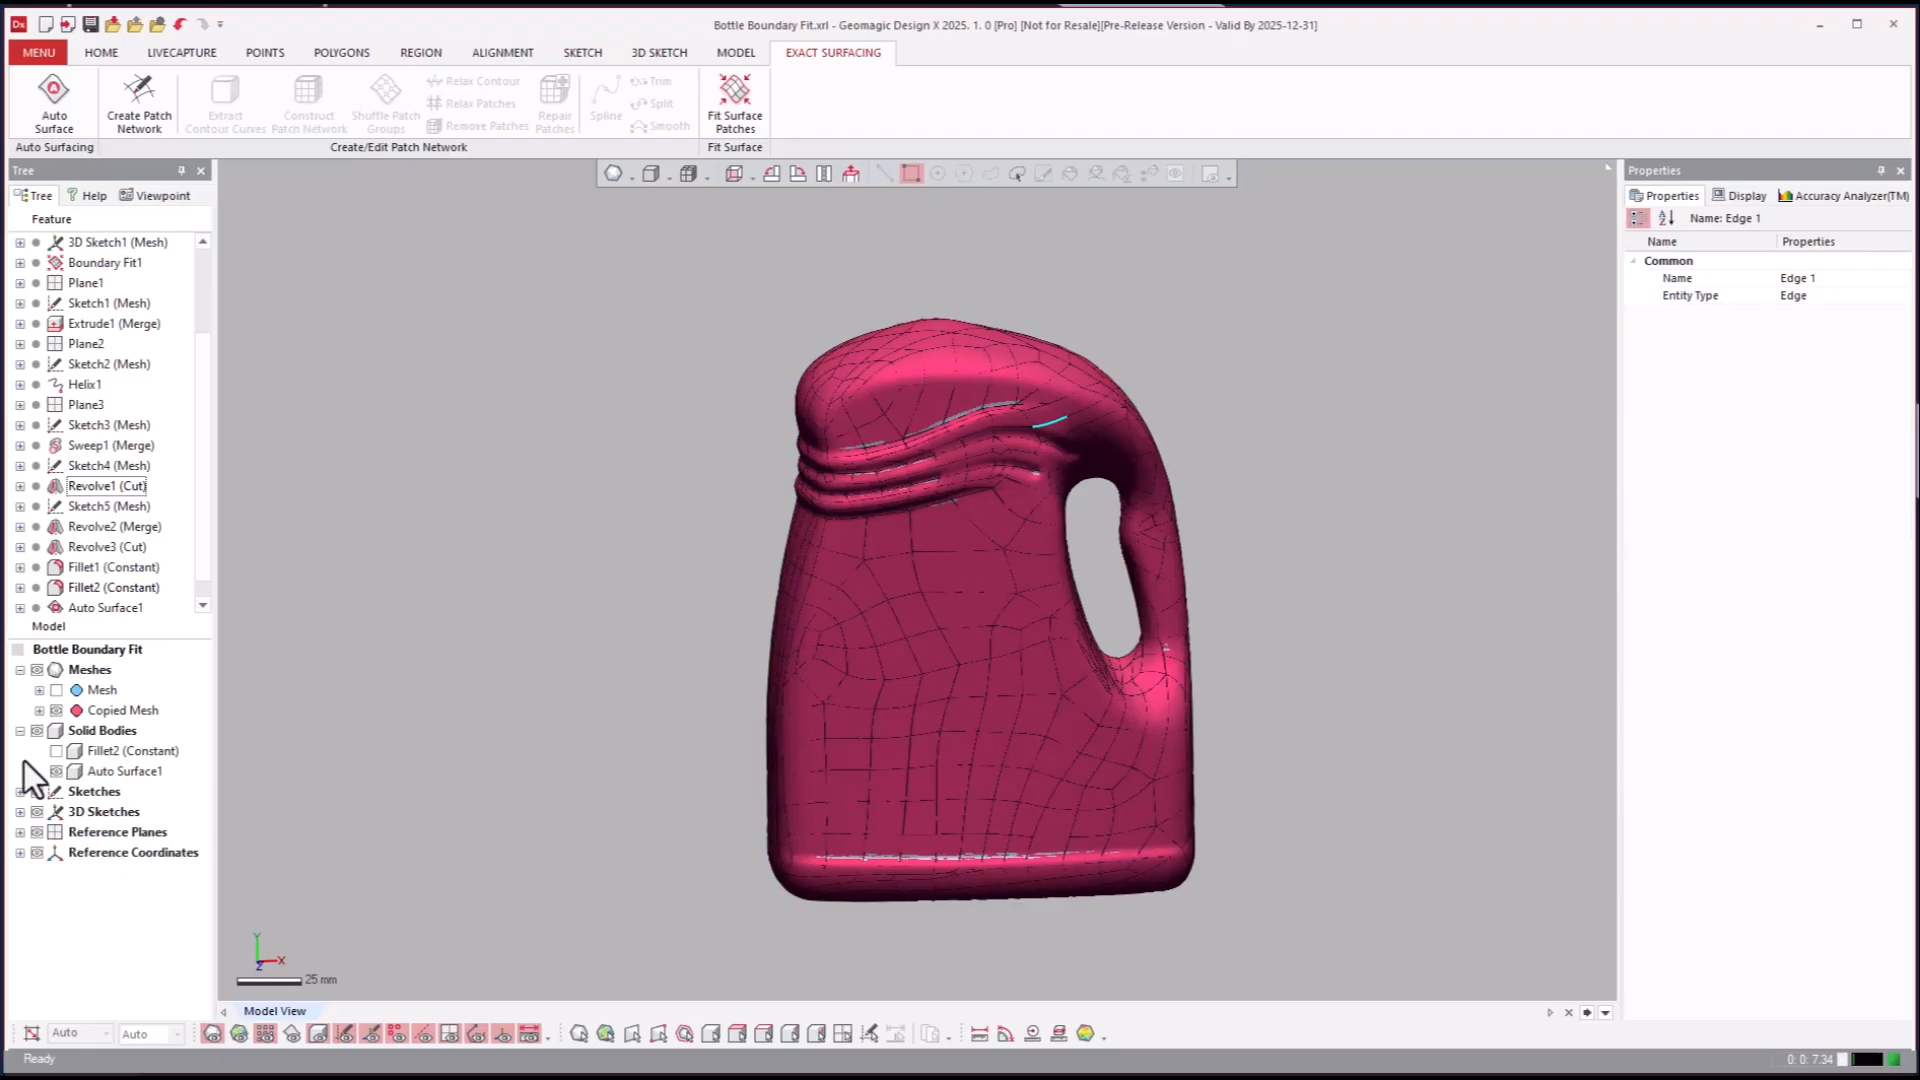 Dx
Bottle Boundary Fit.xrl - Geomagic Design X 2025. 1. 0 [Pro] [Not for Resale][Pre-Release Version - Valid By 2025-12-31]
MENU HOME LIVECAPTURE POINTS POLYGONS REGION ALIGNMENT SKETCH 3D SKETCH MODEL EXACT SURFACING
Auto Surface
Create Patch Network
Extract Contour Curves
Construct Patch Network
Shuffle Patch Groups
Relax Contour
Relax Patches
Remove Patches
Repair Patches
Spline
Trim
Split
Smooth
Fit Surface Patches
Auto Surfacing Create/Edit Patch Network Fit Surface
Tree
Tree Help Viewpoint
Feature
3D Sketch1 (Mesh)
Boundary Fit1
Plane1
Sketch1 (Mesh)
Extrude1 (Merge)
Plane2
Sketch2 (Mesh)
Helix1
Plane3
Sketch3 (Mesh)
Sweep1 (Merge)
Sketch4 (Mesh)
Revolve1 (Cut)
Sketch5 (Mesh)
Revolve2 (Merge)
Revolve3 (Cut)
Fillet1 (Constant)
Fillet2 (Constant)
Auto Surface1
Model
Bottle Boundary Fit
Meshes
Mesh
Copied Mesh
Solid Bodies
Fillet2 (Constant)
Auto Surface1
Sketches
3D Sketches
Reference Planes
Reference Coordinates
Y
X
Z
25 mm
Model View
Properties
Properties Display Accuracy Analyzer(TM)
Name: Edge 1
Name Properties
Common
Name Edge 1
Entity Type Edge
Auto Auto
Ready
0: 0: 7.34